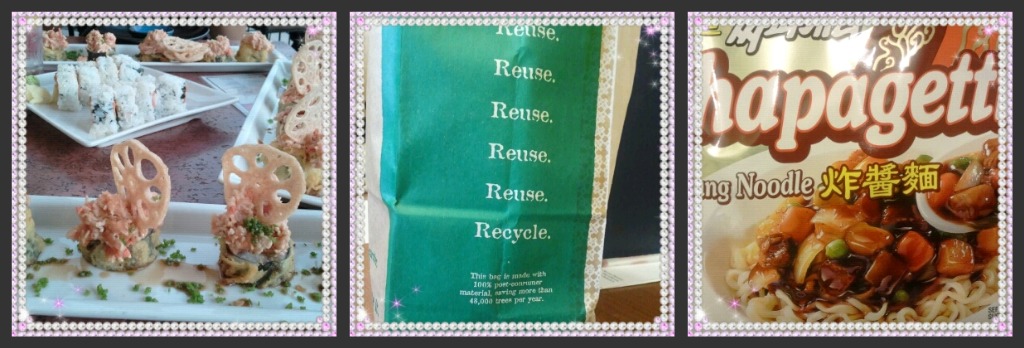 Reuse.
Reuse.
Reuse.
Reuse.
Reuse.
Recycle.
This bag is made with
100% post-consumer
material, saving more than
48,000 trees per year.
hapagett
ng Noodle 炸醬麵